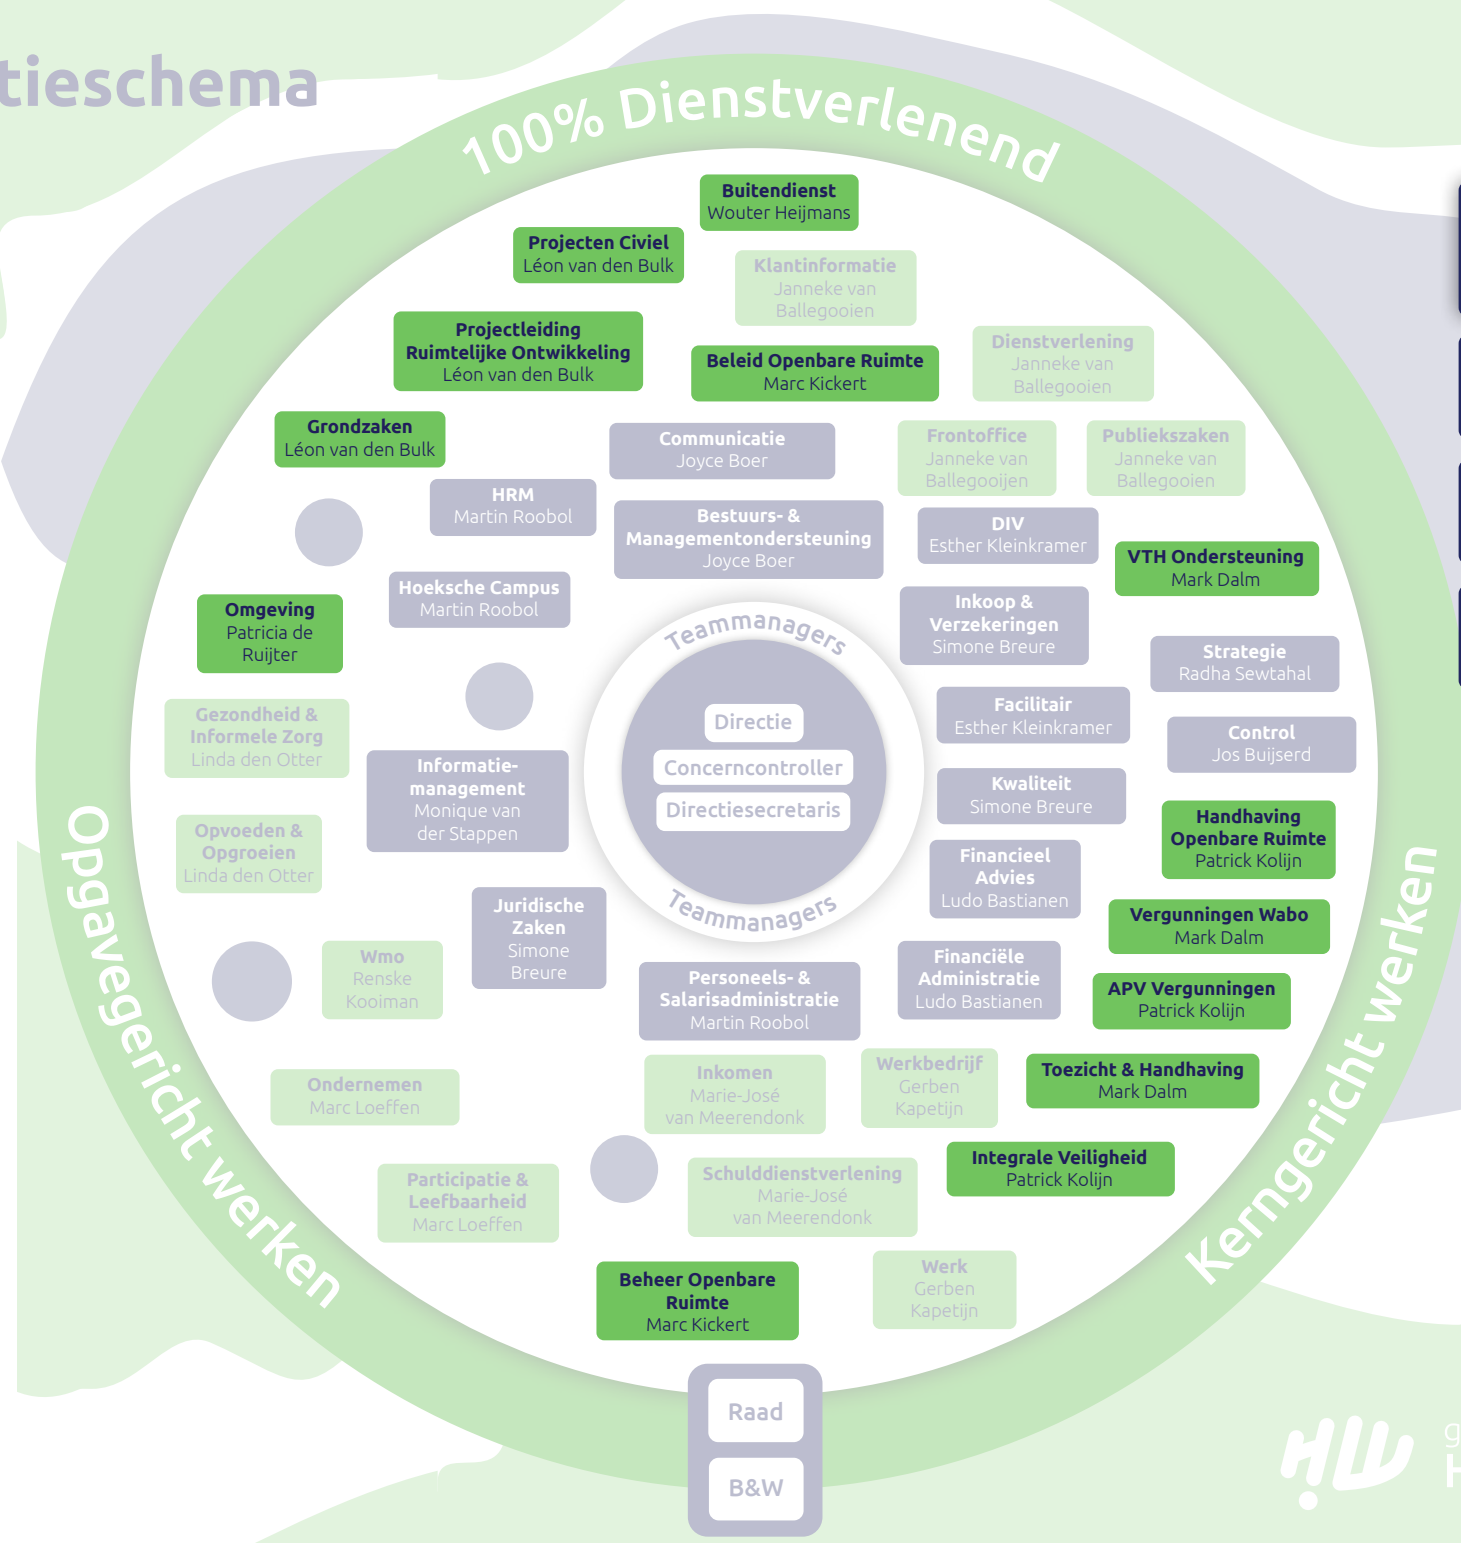 tieschema
100% Dienstverlenend
Buitendienst
Wouter Heijmans
Projecten Civiel
Léon van den Bulk
Klantinformatie
Janneke van
Ballegooien
Projectleiding
Ruimtelijke Ontwikkeling
Léon van den Bulk
Beleid Openbare Ruimte
Marc Kickert
Dienstverlening
Janneke van
Ballegooien
Grondzaken
Léon van den Bulk
Communicatie
Joyce Boer
Frontoffice
Janneke van
Ballegooijen
Publiekszaken
Janneke van
Ballegooien
HRM
Martin Roobol
Bestuurs- &
Managementondersteuning
Joyce Boer
DIV
Esther Kleinkramer
VTH Ondersteuning
Mark Dalm
Hoeksche Campus
Martin Roobol
Omgeving
Patricia de
Ruijter
Inkoop &
Verzekeringen
Simone Breure
Strategie
Radha Sewtahal
Teammanagers
Directie
Concerncontroller
Directiesecretaris
Teammanagers
Gezondheid &
Informele Zorg
Linda den Otter
Facilitair
Esther Kleinkramer
Control
Jos Buijserd
Informatie-
management
Monique van
der Stappen
Kwaliteit
Simone Breure
Handhaving
Openbare Ruimte
Patrick Kolijn
Opvoeden &
Opgroeien
Linda den Otter
Financieel
Advies
Ludo Bastianen
Juridische
Zaken
Simone
Breure
Vergunningen Wabo
Mark Dalm
Wmo
Renske
Kooiman
Personeels- &
Salarisadministratie
Martin Roobol
Financiële
Administratie
Ludo Bastianen
APV Vergunningen
Patrick Kolijn
Ondernemen
Marc Loeffen
Inkomen
Marie-José
van Meerendonk
Werkbedrijf
Gerben
Kapetijn
Toezicht & Handhaving
Mark Dalm
Participatie &
Leefbaarheid
Marc Loeffen
Schulddienstverlening
Marie-José
van Meerendonk
Integrale Veiligheid
Patrick Kolijn
Beheer Openbare
Ruimte
Marc Kickert
Werk
Gerben
Kapetijn
Opgavegericht werken
Kerngericht werken
Raad
B&W
HW
g
H